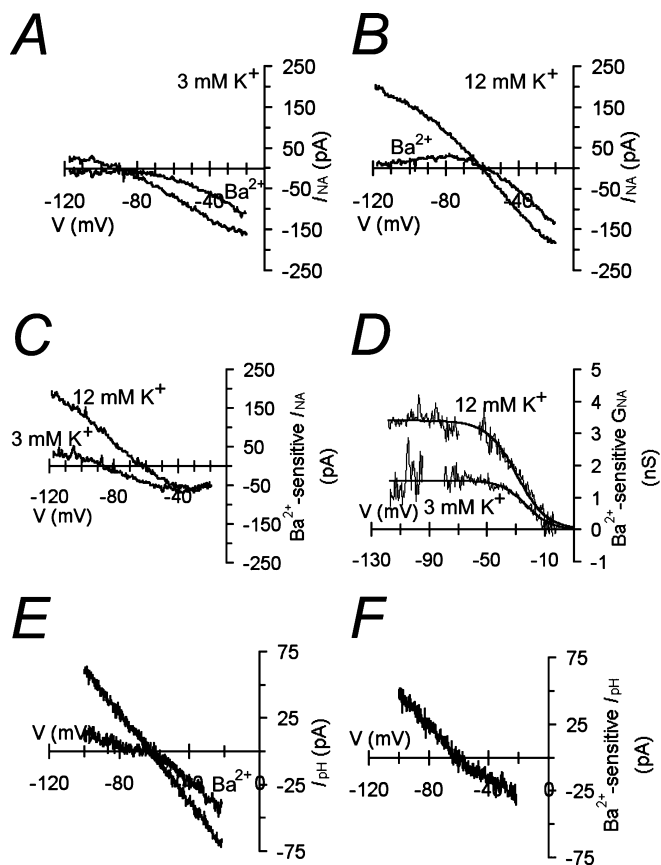 A B
3 mM K+ 250 12 mM K+ 250
150 150
50 Ba2+ 50
-120 -80 -40 Ba2+ -50 -120 -80 -40 -50
V (mV) V (mV)
-150 -150
-250 -250
INA (pA) INA (pA)
C D
250 5
12 mM K+ 150 12 mM K+ 4
3 mM K+ 50 3
2
-120 -80 -40 -50 1
V (mV) V (mV) 3 mM K+ 0
-150 -1
-250 -130 -90 -50 -10
Ba2+-sensitive INA (pA) Ba2+-sensitive GNA (nS)
E F
75 75
V (mV) 25 V (mV) 25
-120 -80 Ba2+ 0 -25 -120 -80 -40 0 -25
-75 -75
IpH (pA) Ba2+-sensitive IpH (pA)